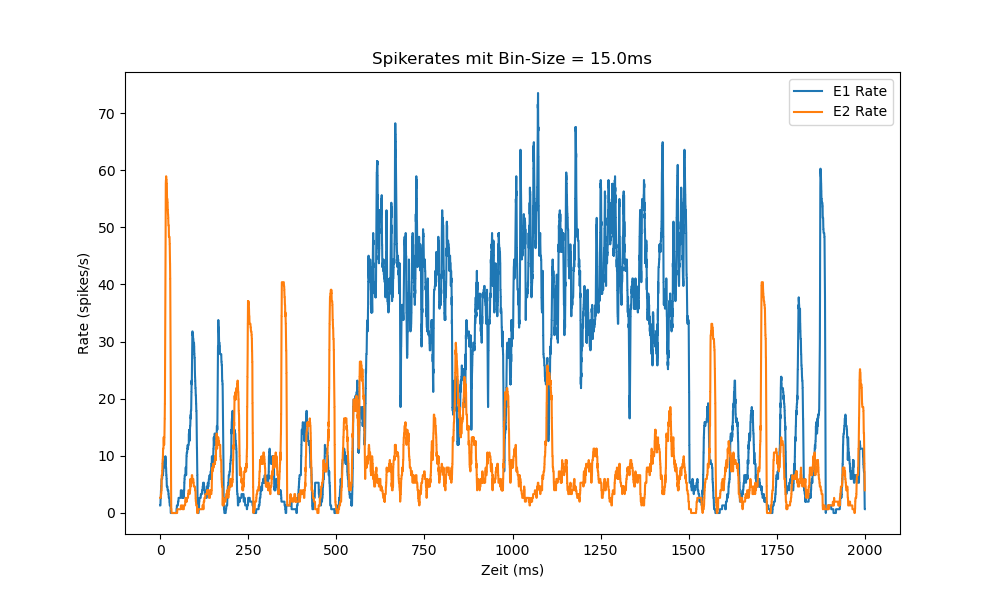 Spikerates mit Bin-Size = 15.0ms
E1 Rate
E2 Rate
Rate (spikes/s)
70
60
50
40
30
20
10
0
0 250 500 750 1000 1250 1500 1750 2000
Zeit (ms)